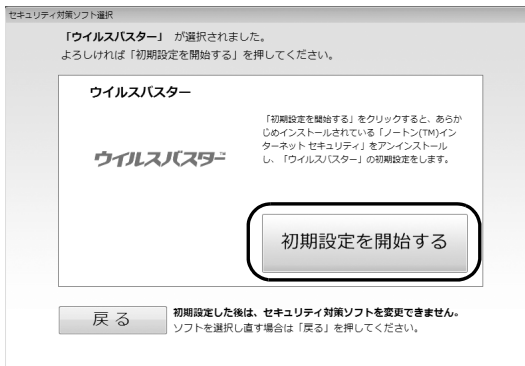 セキュリティ対策ソフト選択
「ウイルスバスター」 が選択されました。
よろしければ「初期設定を開始する」を押してください。
ウイルスバスター
「初期設定を開始する」をクリックすると、あらか
じめインストールされている「ノートン(TM)イン
ターネット セキュリティ」をアンインストール
し、「ウイルスバスター」の初期設定をします。
ウイルスバスター™
初期設定を開始する
戻 る
初期設定した後は、セキュリティ対策ソフトを変更できません。
ソフトを選択し直す場合は「戻る」を押してください。